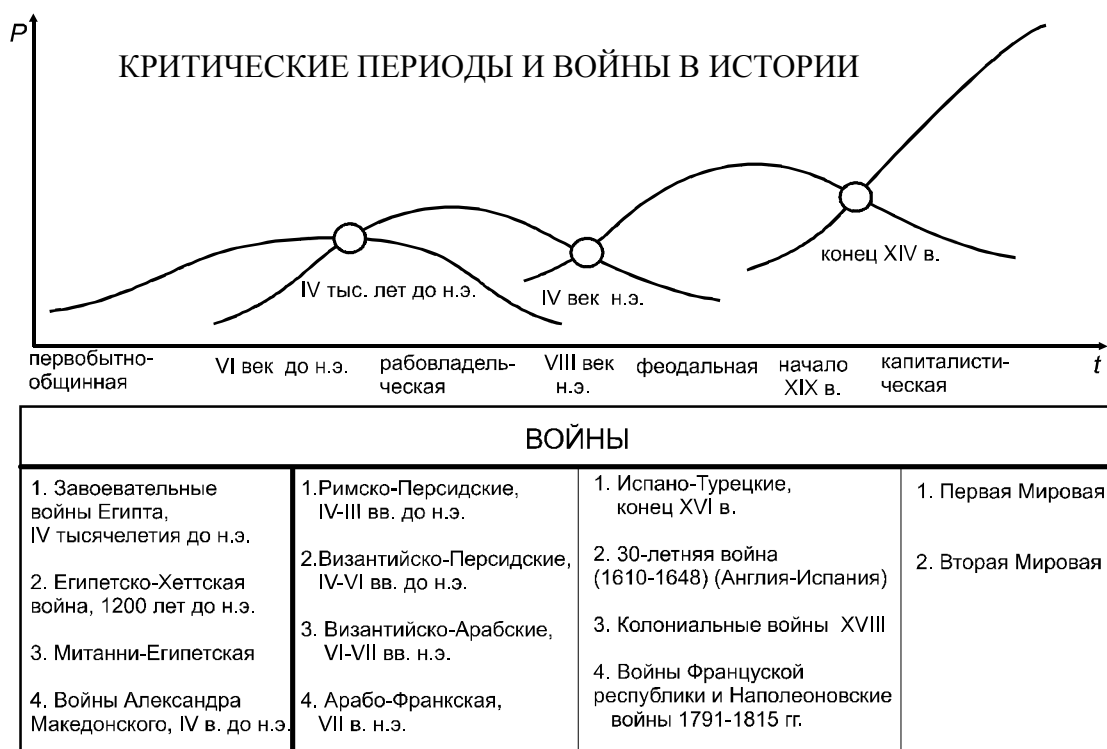 P
КРИТИЧЕСКИЕ ПЕРИОДЫ И ВОЙНЫ В ИСТОРИИ
IV тыс. лет до н.э.
IV век н.э.
конец XIV в.
первобытно-
общинная
VI век до н.э.
рабовладель-
ческая
VIII век
н.э.
феодальная
начало
XIX в.
капиталисти-
ческая
t
ВОЙНЫ
1. Завоевательные
войны Египта,
IV тысячелетия до н.э.
2. Египетско-Хеттская
война, 1200 лет до н.э.
3. Митанни-Египетская
4. Войны Александра
Македонского, IV в. до н.э.
1.Римско-Персидские,
IV-III вв. до н.э.
2.Византийско-Персидские,
IV-VI вв. до н.э.
3. Византийско-Арабские,
VI-VII вв. н.э.
4. Арабо-Франкская,
VII в. н.э.
1. Испано-Турецкие,
конец XVI в.
2. 30-летняя война
(1610-1648) (Англия-Испания)
3. Колониальные войны XVIII
4. Войны Француской
республики и Наполеоновские
войны 1791-1815 гг.
1. Первая Мировая
2. Вторая Мировая